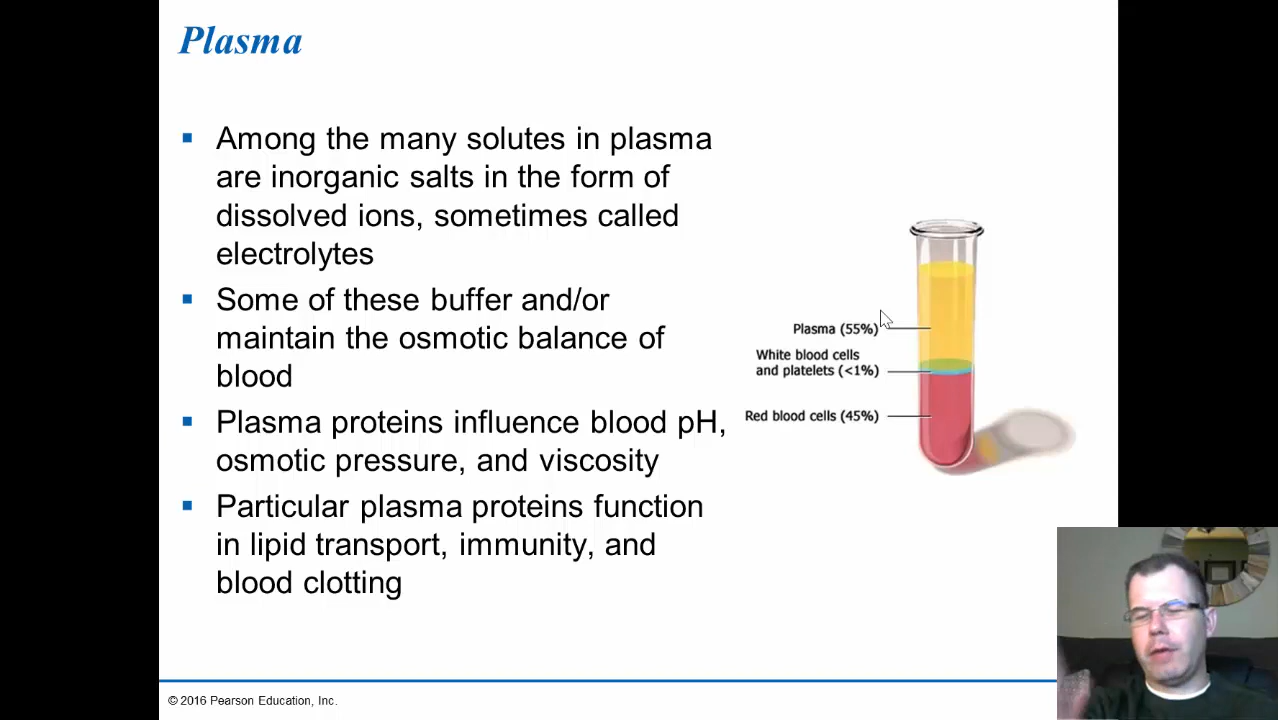 Plasma
▪ Among the many solutes in plasma
are inorganic salts in the form of
dissolved ions, sometimes called
electrolytes
▪ Some of these buffer and/or
maintain the osmotic balance of
blood
▪ Plasma proteins influence blood pH,
osmotic pressure, and viscosity
▪ Particular plasma proteins function
in lipid transport, immunity, and
blood clotting
Plasma (55%)
White blood cells
and platelets (<1%)
Red blood cells (45%)
© 2016 Pearson Education, Inc.